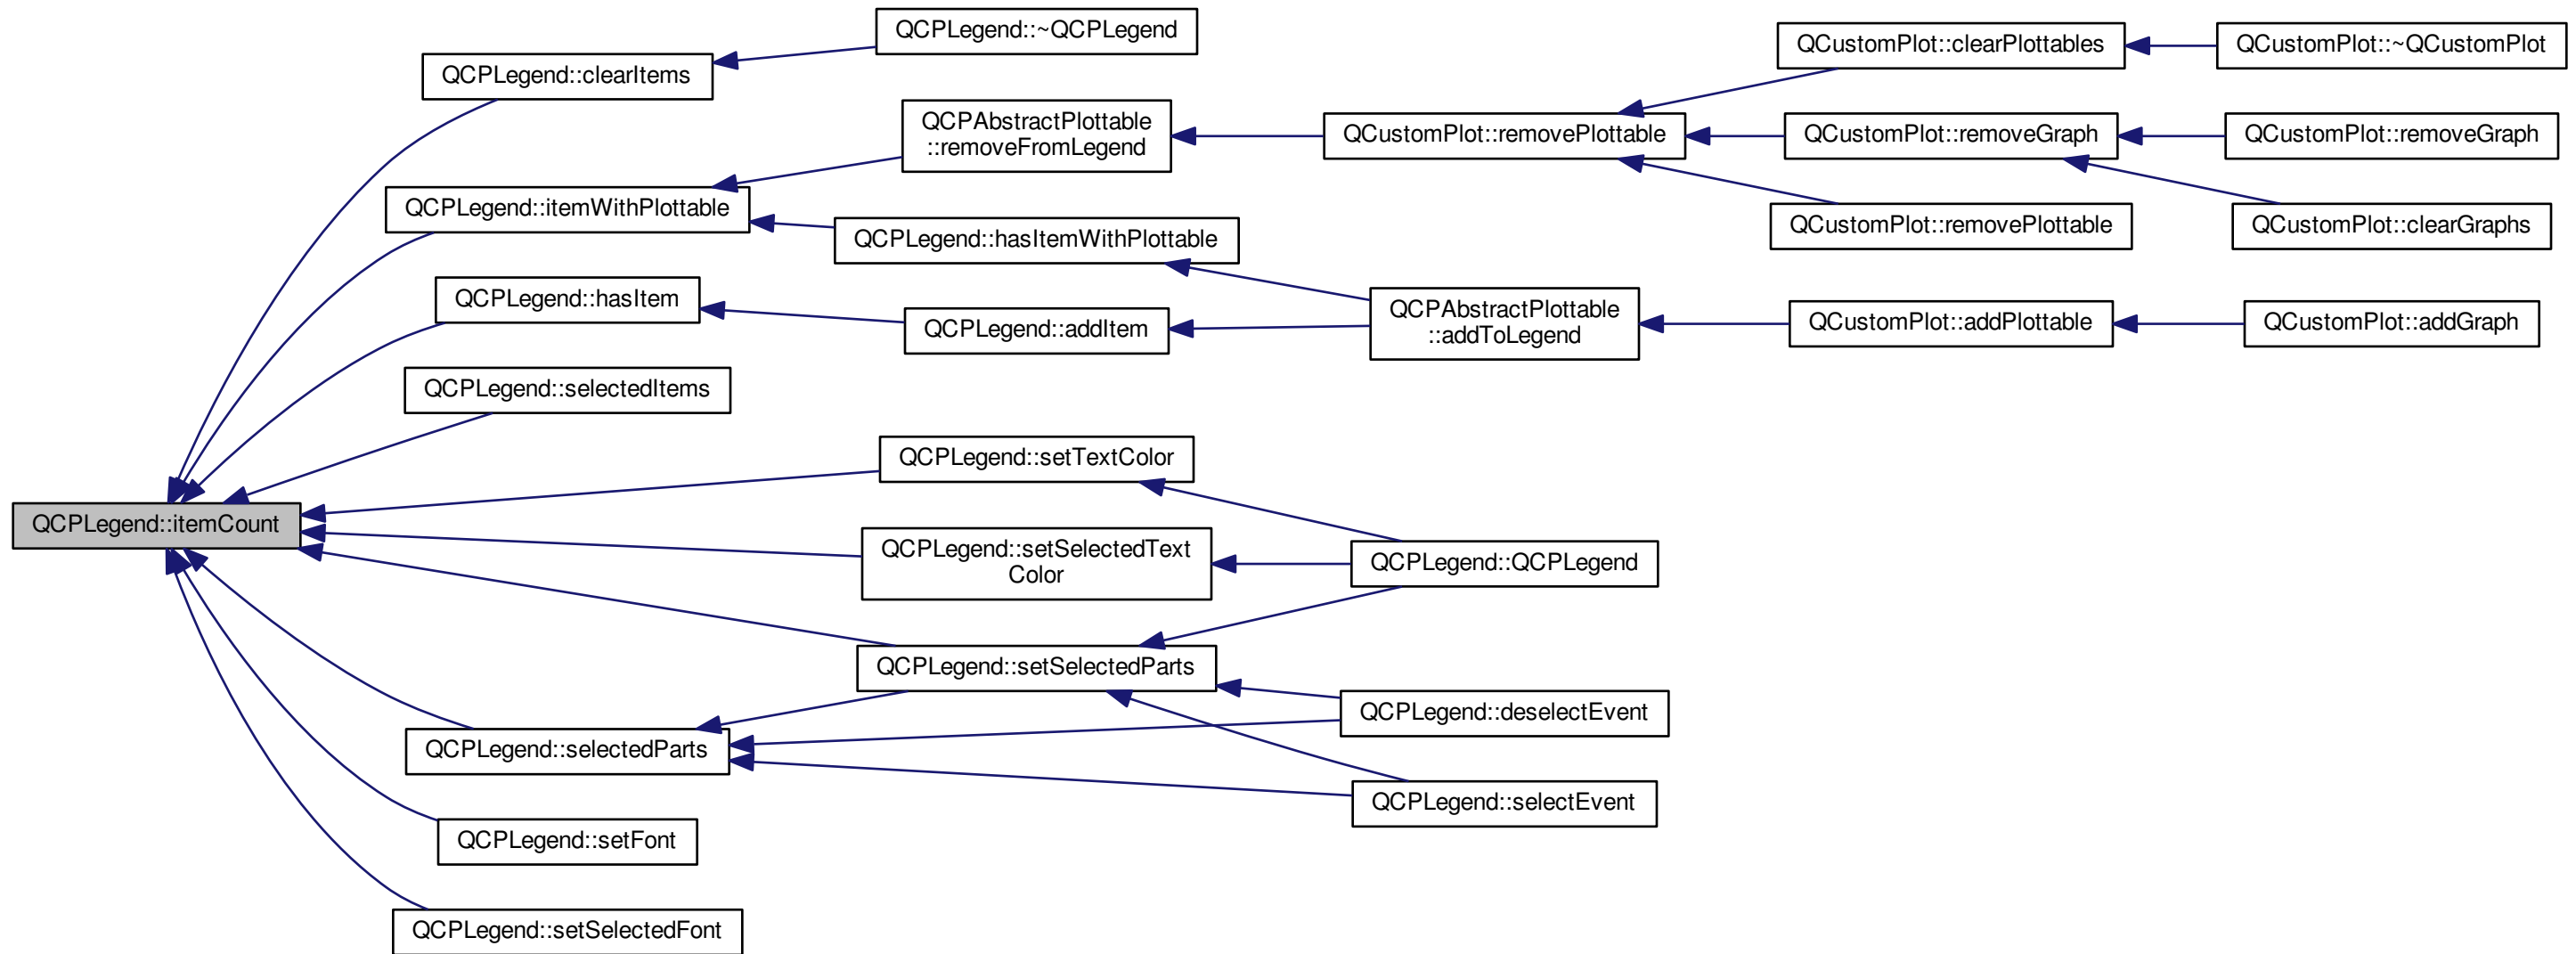 QCPLegend::~QCPLegend
QCustomPlot::clearPlottables
QCustomPlot::~QCustomPlot
QCPLegend::clearItems
QCPAbstractPlottable
::removeFromLegend
QCustomPlot::removePlottable
QCustomPlot::removeGraph
QCustomPlot::removeGraph
QCPLegend::itemWithPlottable
QCustomPlot::removePlottable
QCustomPlot::clearGraphs
QCPLegend::hasItemWithPlottable
QCPLegend::hasItem
QCPLegend::addItem
QCPAbstractPlottable
::addToLegend
QCustomPlot::addPlottable
QCustomPlot::addGraph
QCPLegend::selectedItems
QCPLegend::setTextColor
QCPLegend::itemCount
QCPLegend::setSelectedText
Color
QCPLegend::QCPLegend
QCPLegend::setSelectedParts
QCPLegend::deselectEvent
QCPLegend::selectedParts
QCPLegend::selectEvent
QCPLegend::setFont
QCPLegend::setSelectedFont